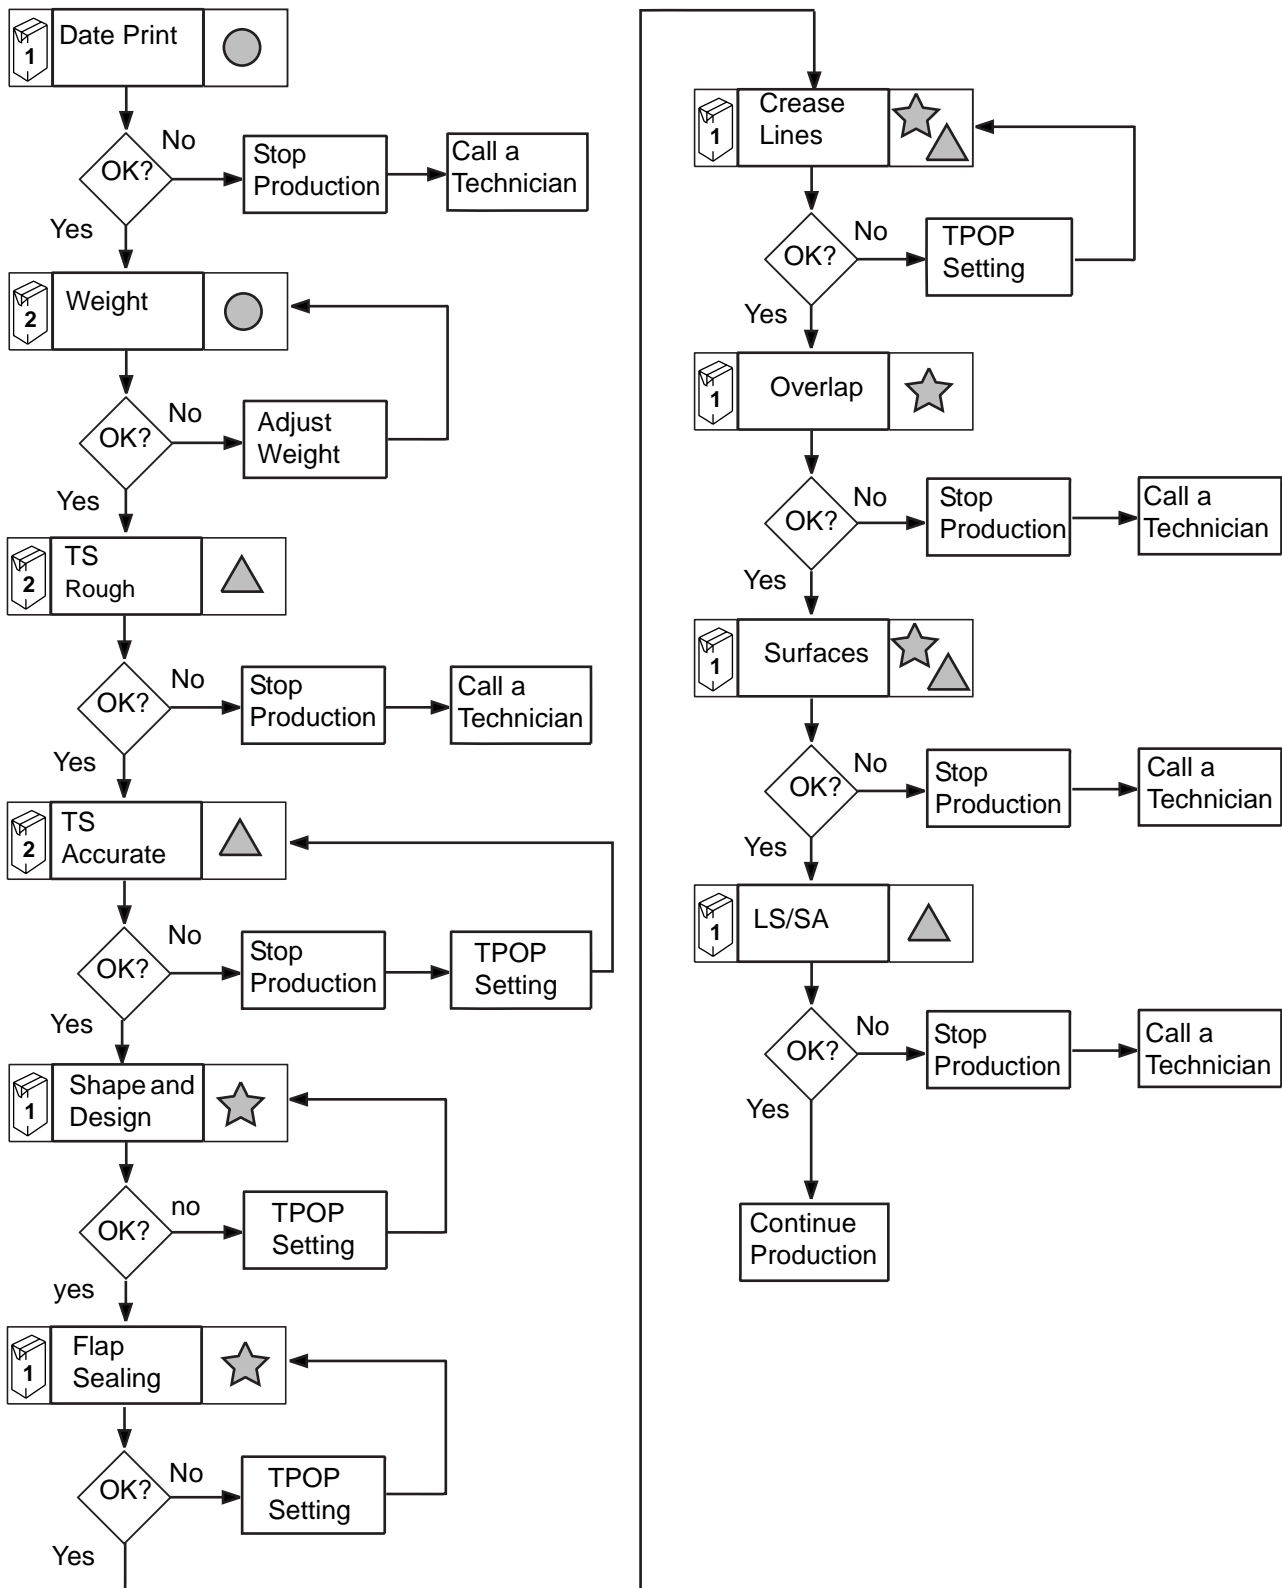 1
Date Print
OK?
No
Stop
Production
Call a
Technician
Yes
2
Weight
OK?
No
Adjust
Weight
Yes
2
TS
Rough
OK?
No
Stop
Production
Call a
Technician
Yes
2
TS
Accurate
OK?
No
Stop
Production
TPOP
Setting
Yes
1
Shape and
Design
OK?
no
TPOP
Setting
yes
1
Flap
Sealing
OK?
No
TPOP
Setting
Yes
1
Crease
Lines
OK?
No
TPOP
Setting
Yes
1
Overlap
OK?
No
Stop
Production
Call a
Technician
Yes
1
Surfaces
OK?
No
Stop
Production
Call a
Technician
Yes
1
LS/SA
OK?
No
Stop
Production
Call a
Technician
Yes
Continue
Production